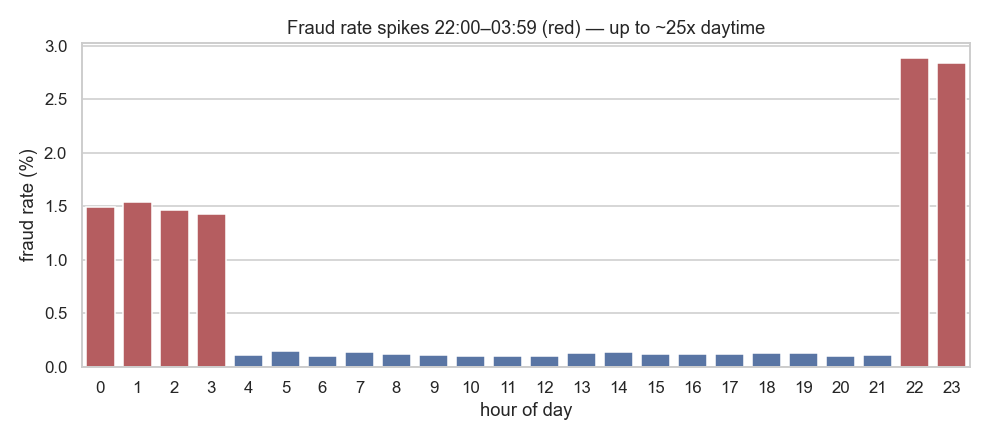 Fraud rate spikes 22:00–03:59 (red) — up to ~25x daytime
3.0
2.5
2.0
1.5
1.0
0.5
0.0
fraud rate (%)
0 1 2 3 4 5 6 7 8 9 10 11 12 13 14 15 16 17 18 19 20 21 22 23
hour of day